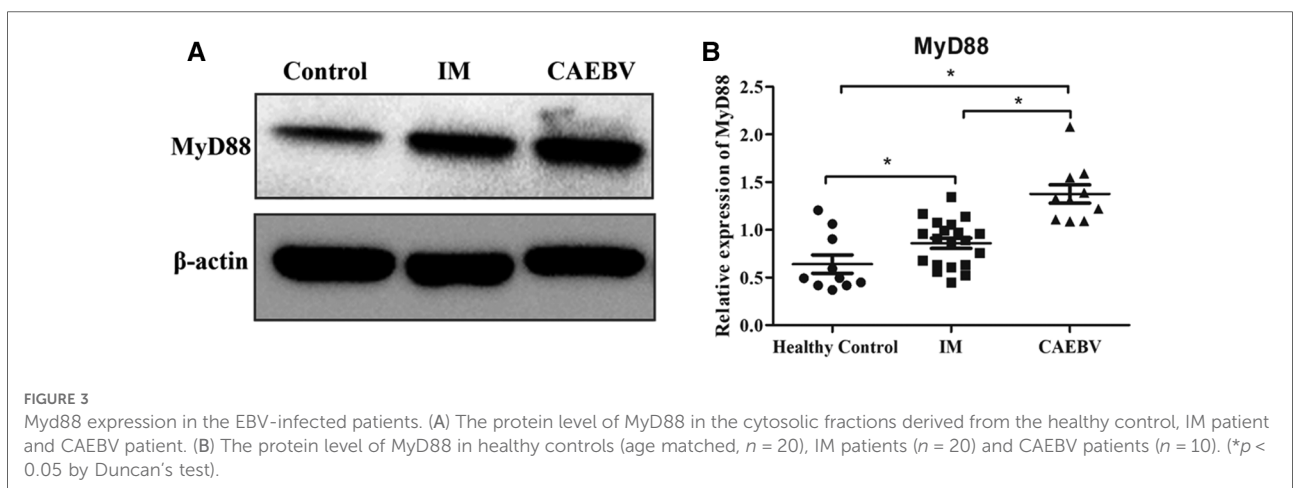 A
Control IM CAEBV
MyD88
β-actin
B
MyD88
Relative expression of MyD88
2.5
2.0
1.5
1.0
0.5
0.0
*
*
*
Healthy Control IM CAEBV
FIGURE 3
Myd88 expression in the EBV-infected patients. (A) The protein level of MyD88 in the cytosolic fractions derived from the healthy control, IM patient
and CAEBV patient. (B) The protein level of MyD88 in healthy controls (age matched, n = 20), IM patients (n = 20) and CAEBV patients (n = 10). (*p <
0.05 by Duncan's test).